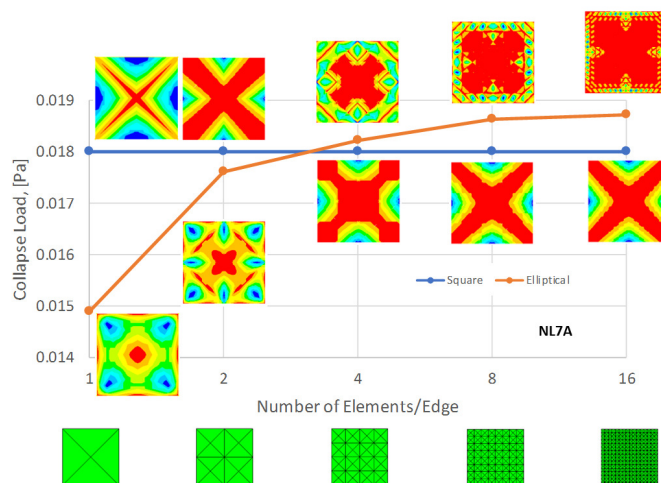 0.019
0.018
0.017
0.016
0.015
0.014
Collapse Load, [Pa]
Square
Elliptical
NL7A
1 2 4 8 16
Number of Elements/Edge